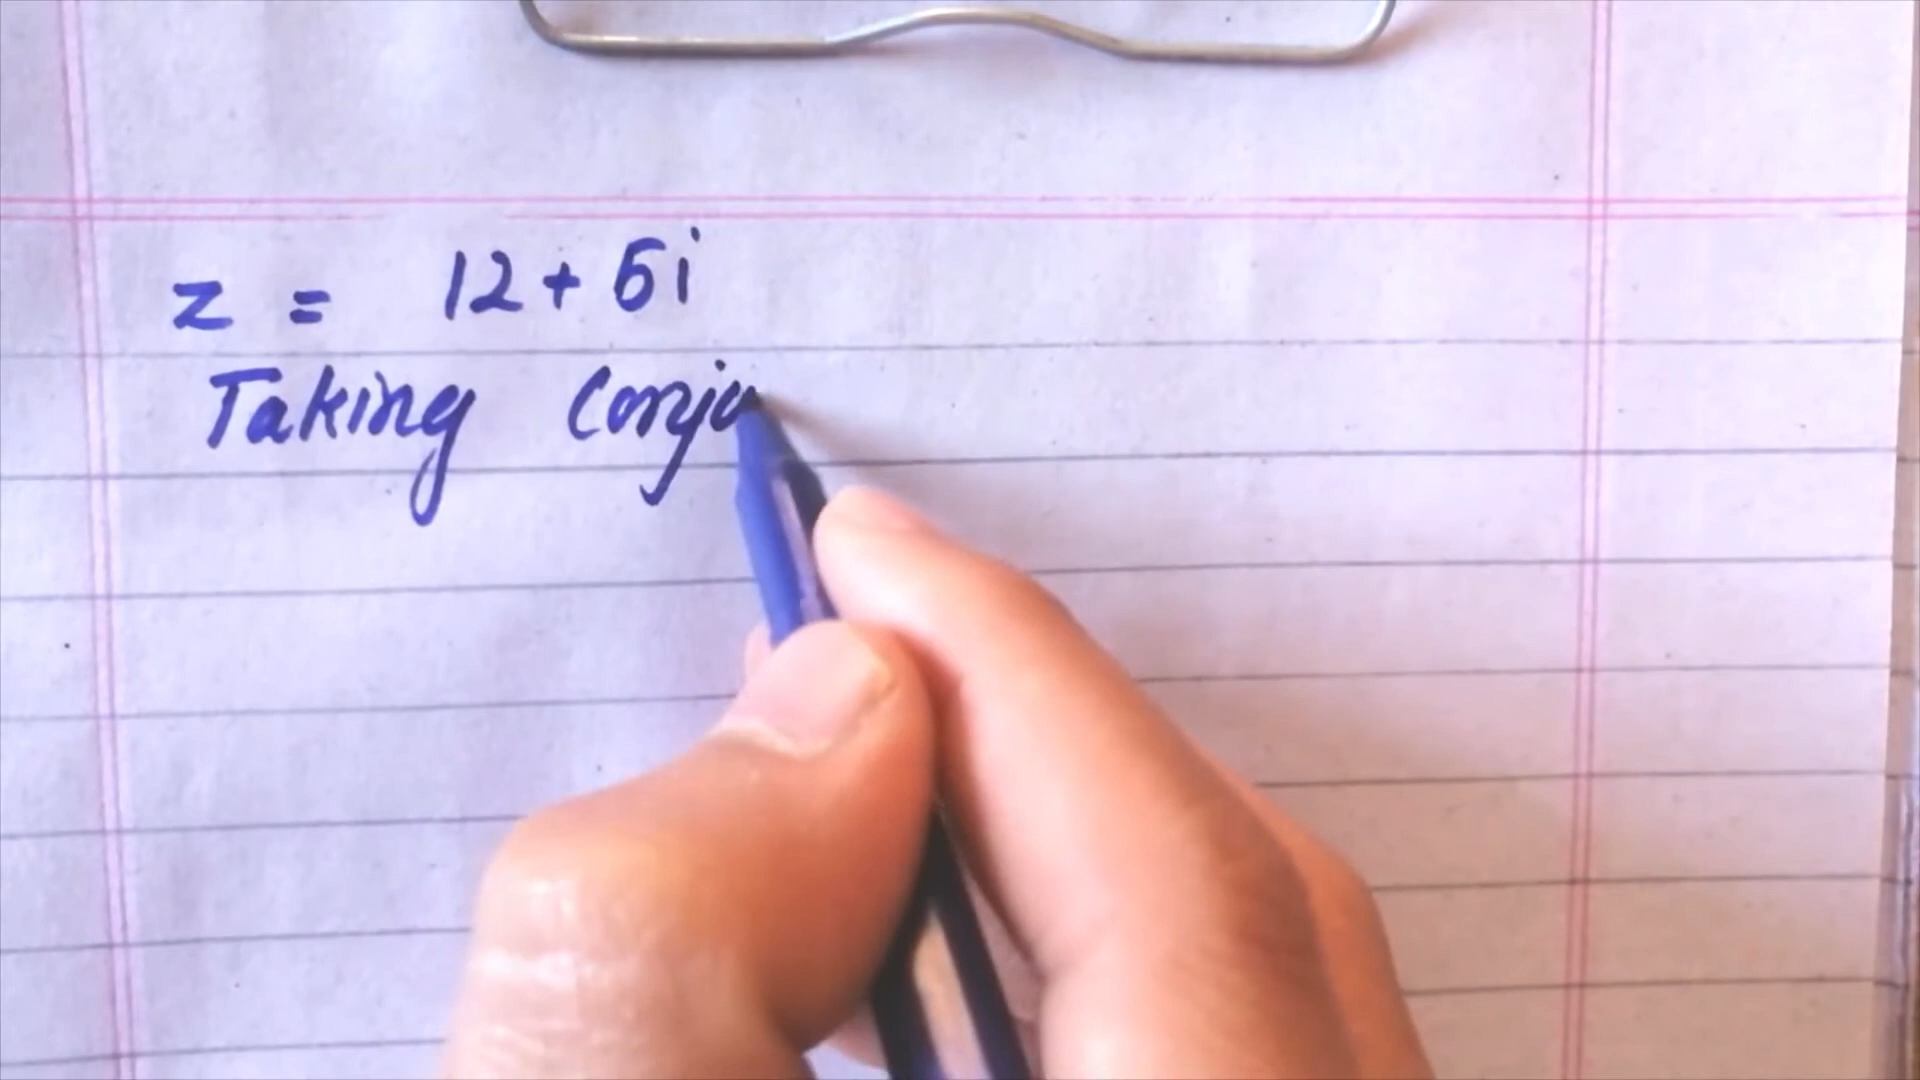 z = 12 + 5i
Taking Conju